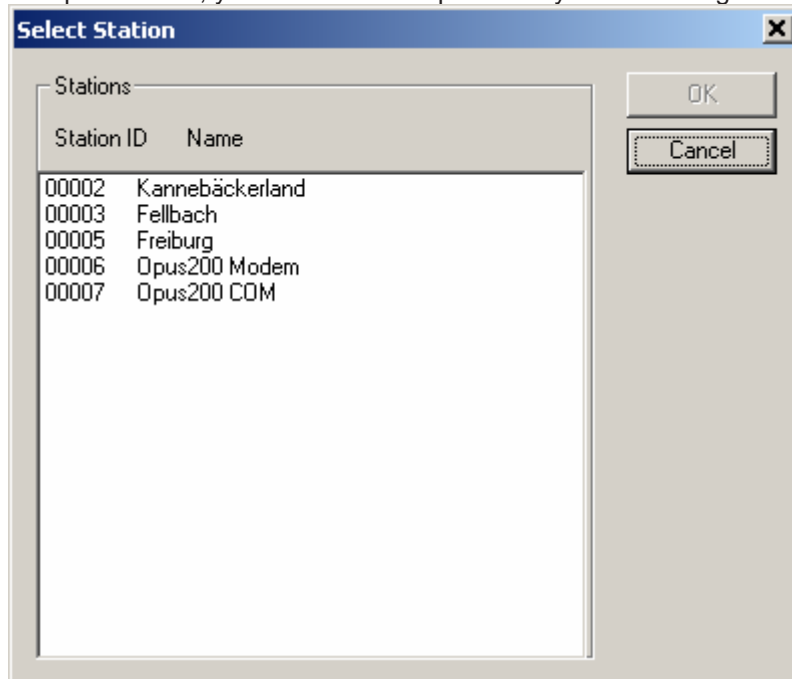 Select Station
Stations
OK
Station ID Name
Cancel
00002 Kannebäckerland
00003 Fellbach
00005 Freiburg
00006 Opus200 Modem
00007 Opus200 COM